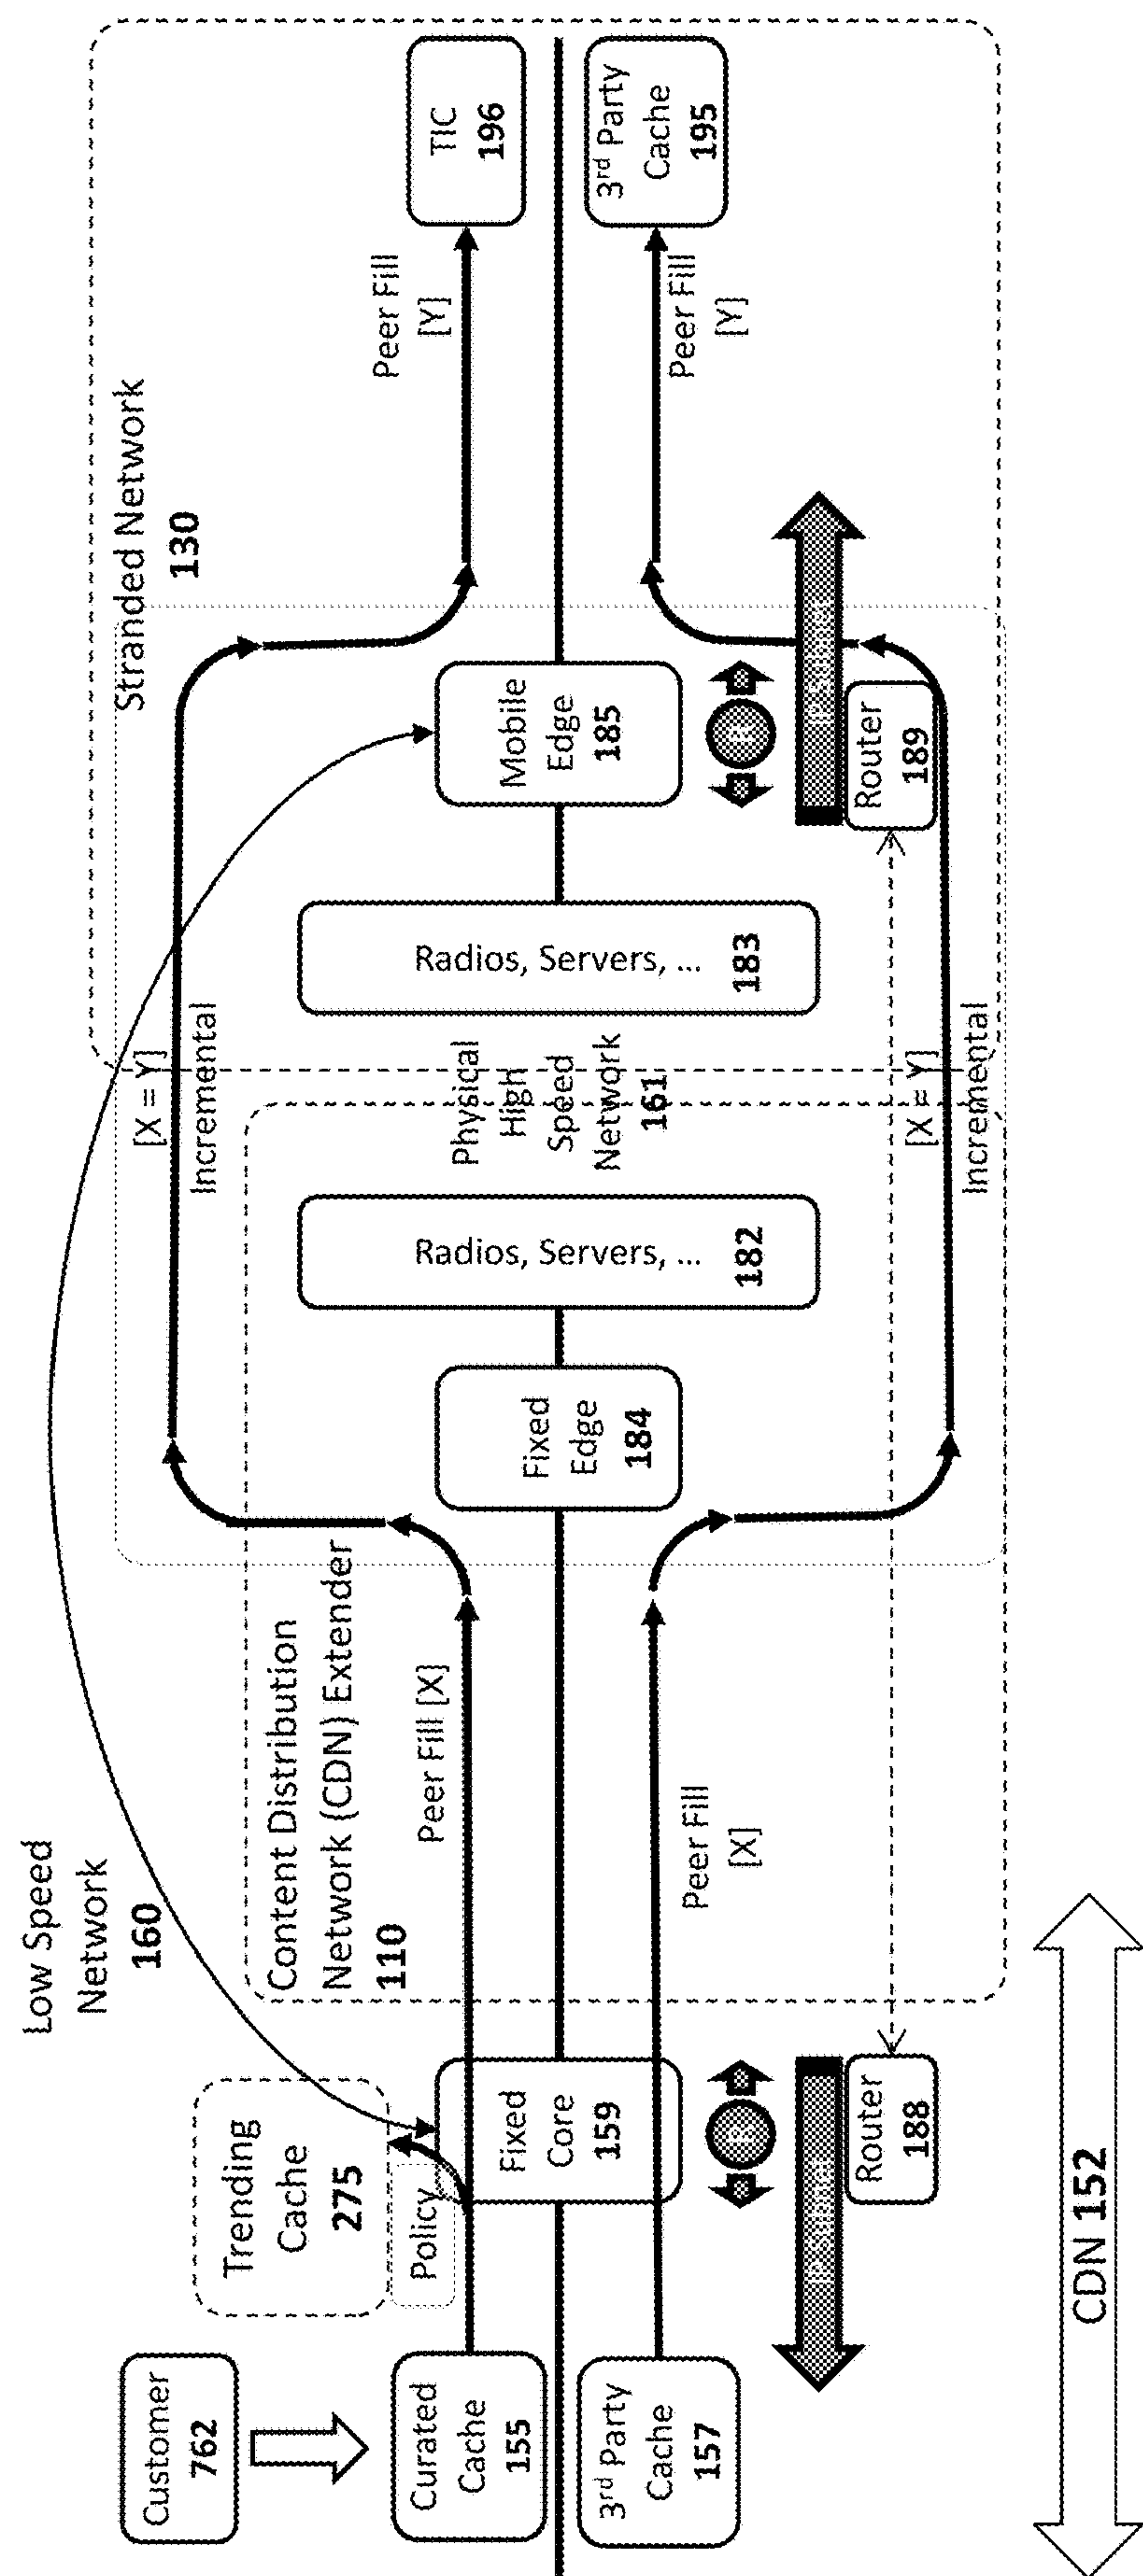 Low Speed
Network
160
Customer
762
Trending
Cache
275
Policy
Curated
Cache
155
3rd Party
Cache
157
Fixed
Core
159
Router
188
CDN 152
Content Distribution
Network (CDN) Extender
110
Peer Fill [X]
Peer Fill
[X]
Fixed
Edge
184
Radios, Servers, ...
182
[X = Y]
Incremental
Physical
High
Speed
Network
161
[X = Y]
Incremental
Radios, Servers, ...
183
Mobile
Edge
185
Router
189
Stranded Network
130
Peer Fill
[Y]
Peer Fill
[Y]
TIC
196
3rd Party
Cache
195